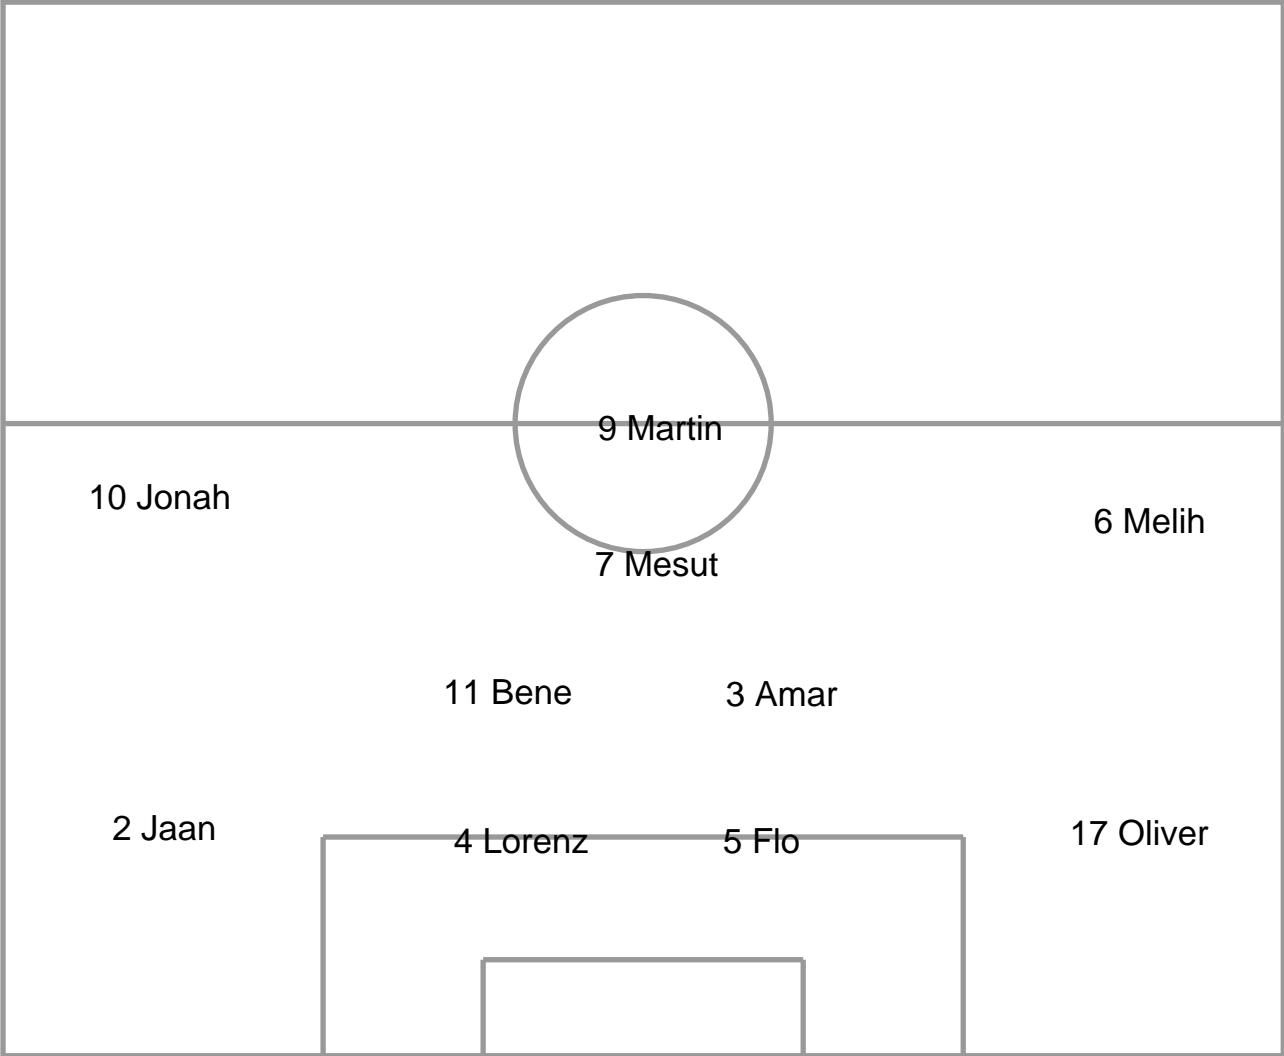 9 Martin
10 Jonah
6 Melih
7 Mesut
11 Bene
3 Amar
2 Jaan
4 Lorenz
5 Flo
17 Oliver